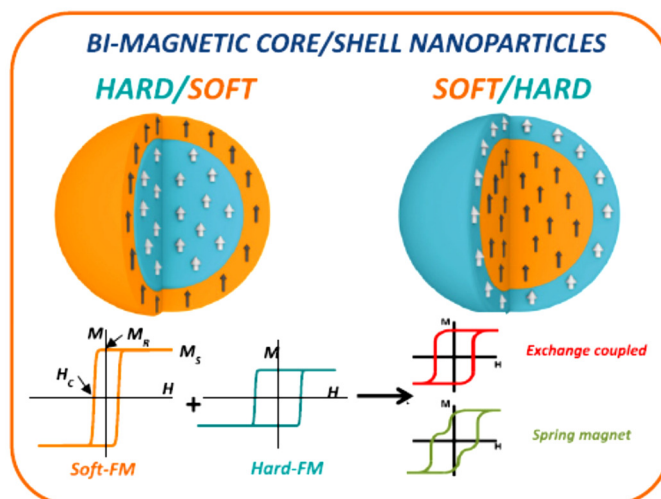 BI-MAGNETIC CORE/SHELL NANOPARTICLES
HARD/SOFT
SOFT/HARD
M
M_R
M_S
H_C
H
Soft-FM
+
M
H
Hard-FM
M
H
Exchange coupled
M
H
Spring magnet